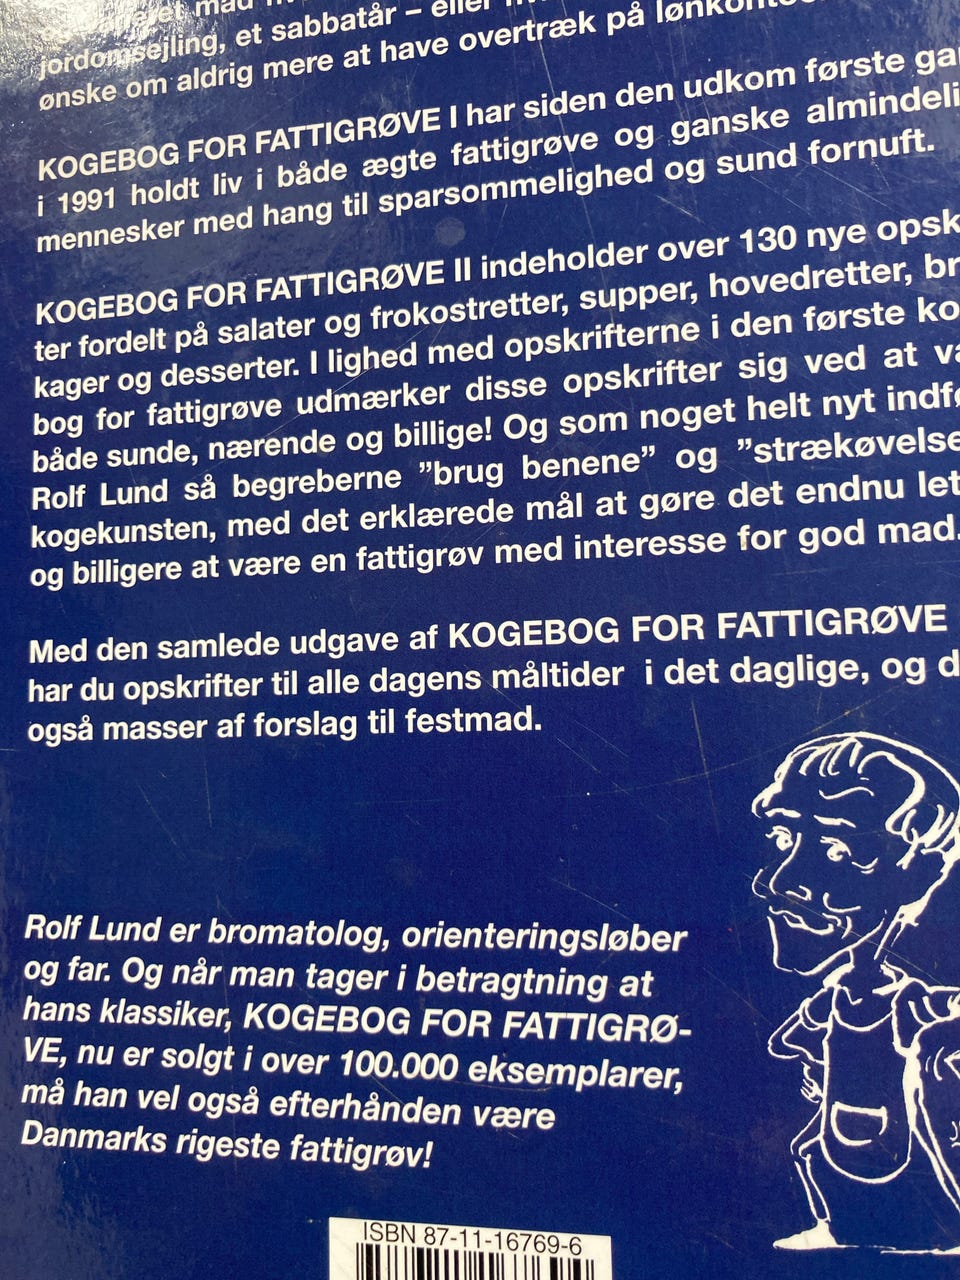 mad
jordomsejling, et sabbatår – eller
ønske om aldrig mere at have overtræk på
KOGEBOG FOR FATTIGRØVE I har siden den udkom første ga
i 1991 holdt liv i både ægte fattigrøve og ganske almindeli
mennesker med hang til sparsommelighed og sund fornuft.
KOGEBOG FOR FATTIGRØVE II indeholder over 130 nye opsk
ter fordelt på salater og frokostretter, supper, hovedretter, br
kager og desserter. I lighed med opskrifterne i den første ko
bog for fattigrøve udmærker disse opskrifter sig ved at va
både sunde, nærende og billige! Og som noget helt nyt indfø
Rolf Lund så begreberne ”brug benene” og ”strækøvelse
kogekunsten, med det erklærede mål at gøre det endnu let
og billigere at være en fattigrøv med interesse for god mad.
Med den samlede udgave af KOGEBOG FOR FATTIGRØVE
har du opskrifter til alle dagens måltider i det daglige, og d
også masser af forslag til festmad.
Rolf Lund er bromatolog, orienteringsløber
og far. Og når man tager i betragtning at
hans klassiker, KOGEBOG FOR FATTIGRØ-
VE, nu er solgt i over 100.000 eksemplarer,
må han vel også efterhånden være
Danmarks rigeste fattigrøv!
ISBN 87-11-16769-6